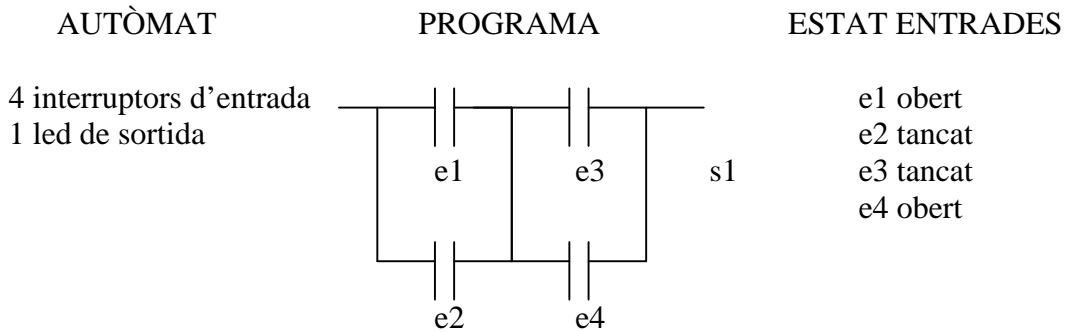 AUTÒMAT
PROGRAMA
ESTAT ENTRADES
4 interruptors d’entrada
1 led de sortida
e1
e3
s1
e2
e4
e1 obert
e2 tancat
e3 tancat
e4 obert